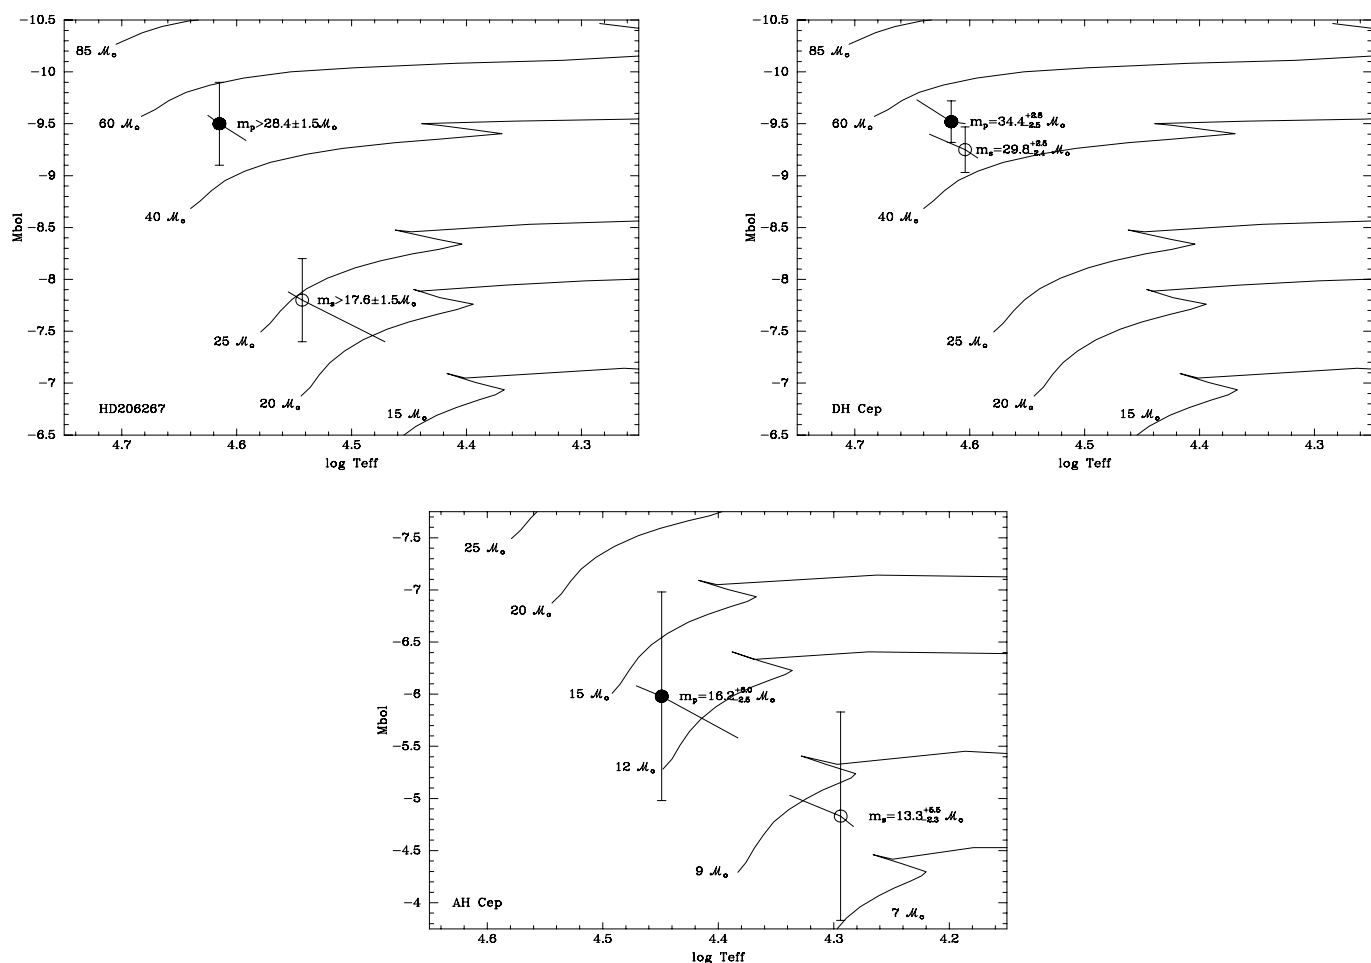 −10.5
−10
−9.5
−9
−8.5
−8
−7.5
−7
−6.5
Mbol
85 ℳ☉
60 ℳ☉
mp>28.4±1.5ℳ☉
40 ℳ☉
ms>17.6±1.5ℳ☉
25 ℳ☉
20 ℳ☉
15 ℳ☉
HD206267
4.7 4.6 4.5 4.4 4.3
log Teff
−10.5
−10
−9.5
−9
−8.5
−8
−7.5
−7
−6.5
Mbol
85 ℳ☉
60 ℳ☉
mp=34.4+2.6−2.5 ℳ☉
ms=29.8+2.5−2.4 ℳ☉
40 ℳ☉
25 ℳ☉
20 ℳ☉
15 ℳ☉
DH Cep
4.7 4.6 4.5 4.4 4.3
log Teff
−7.5
−7
−6.5
−6
−5.5
−5
−4.5
−4
Mbol
25 ℳ☉
20 ℳ☉
15 ℳ☉
mp=16.2+6.0−2.5 ℳ☉
12 ℳ☉
ms=13.3+5.5−2.3 ℳ☉
9 ℳ☉
7 ℳ☉
AH Cep
4.6 4.5 4.4 4.3 4.2
log Teff